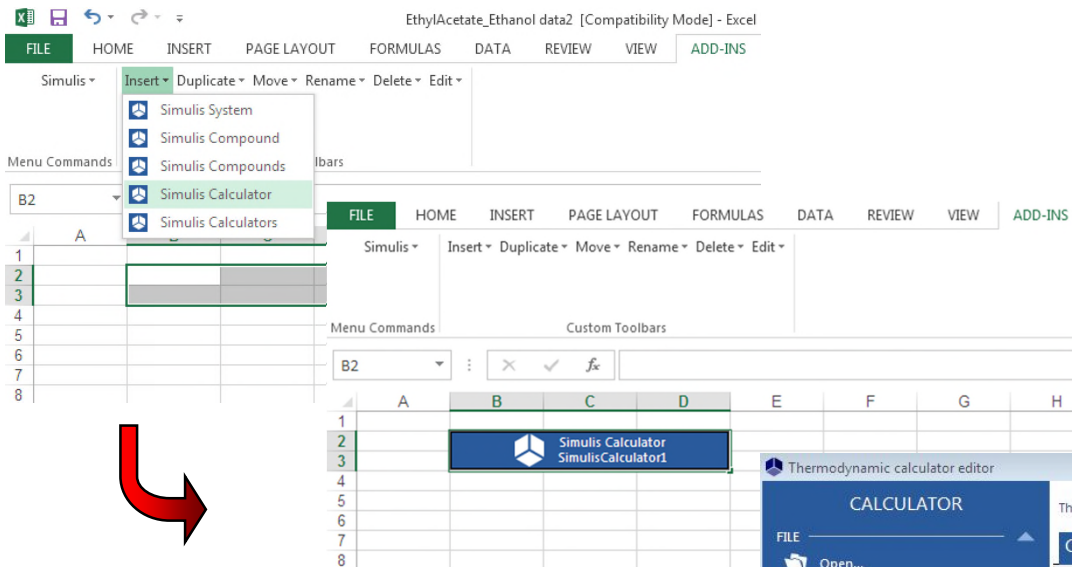 EthylAcetate_Ethanol data2 [Compatibility Mode] - Excel
FILE HOME INSERT PAGE LAYOUT FORMULAS DATA REVIEW VIEW ADD-INS
Simulis Insert Duplicate Move Rename Delete Edit
Simulis System
Simulis Compound
Simulis Compounds
Simulis Calculator
Simulis Calculators
Menu Commands lbars
B2
A
1
2
3
4
5
6
7
8
FILE HOME INSERT PAGE LAYOUT FORMULAS DATA REVIEW VIEW ADD-INS
Simulis Insert Duplicate Move Rename Delete Edit
Menu Commands Custom Toolbars
B2 fx
A B C D E F G H
1
2
3
4
5
6
7
8
Simulis Calculator
SimulisCalculator1
Thermodynamic calculator editor
CALCULATOR
Th
FILE
C
Open...